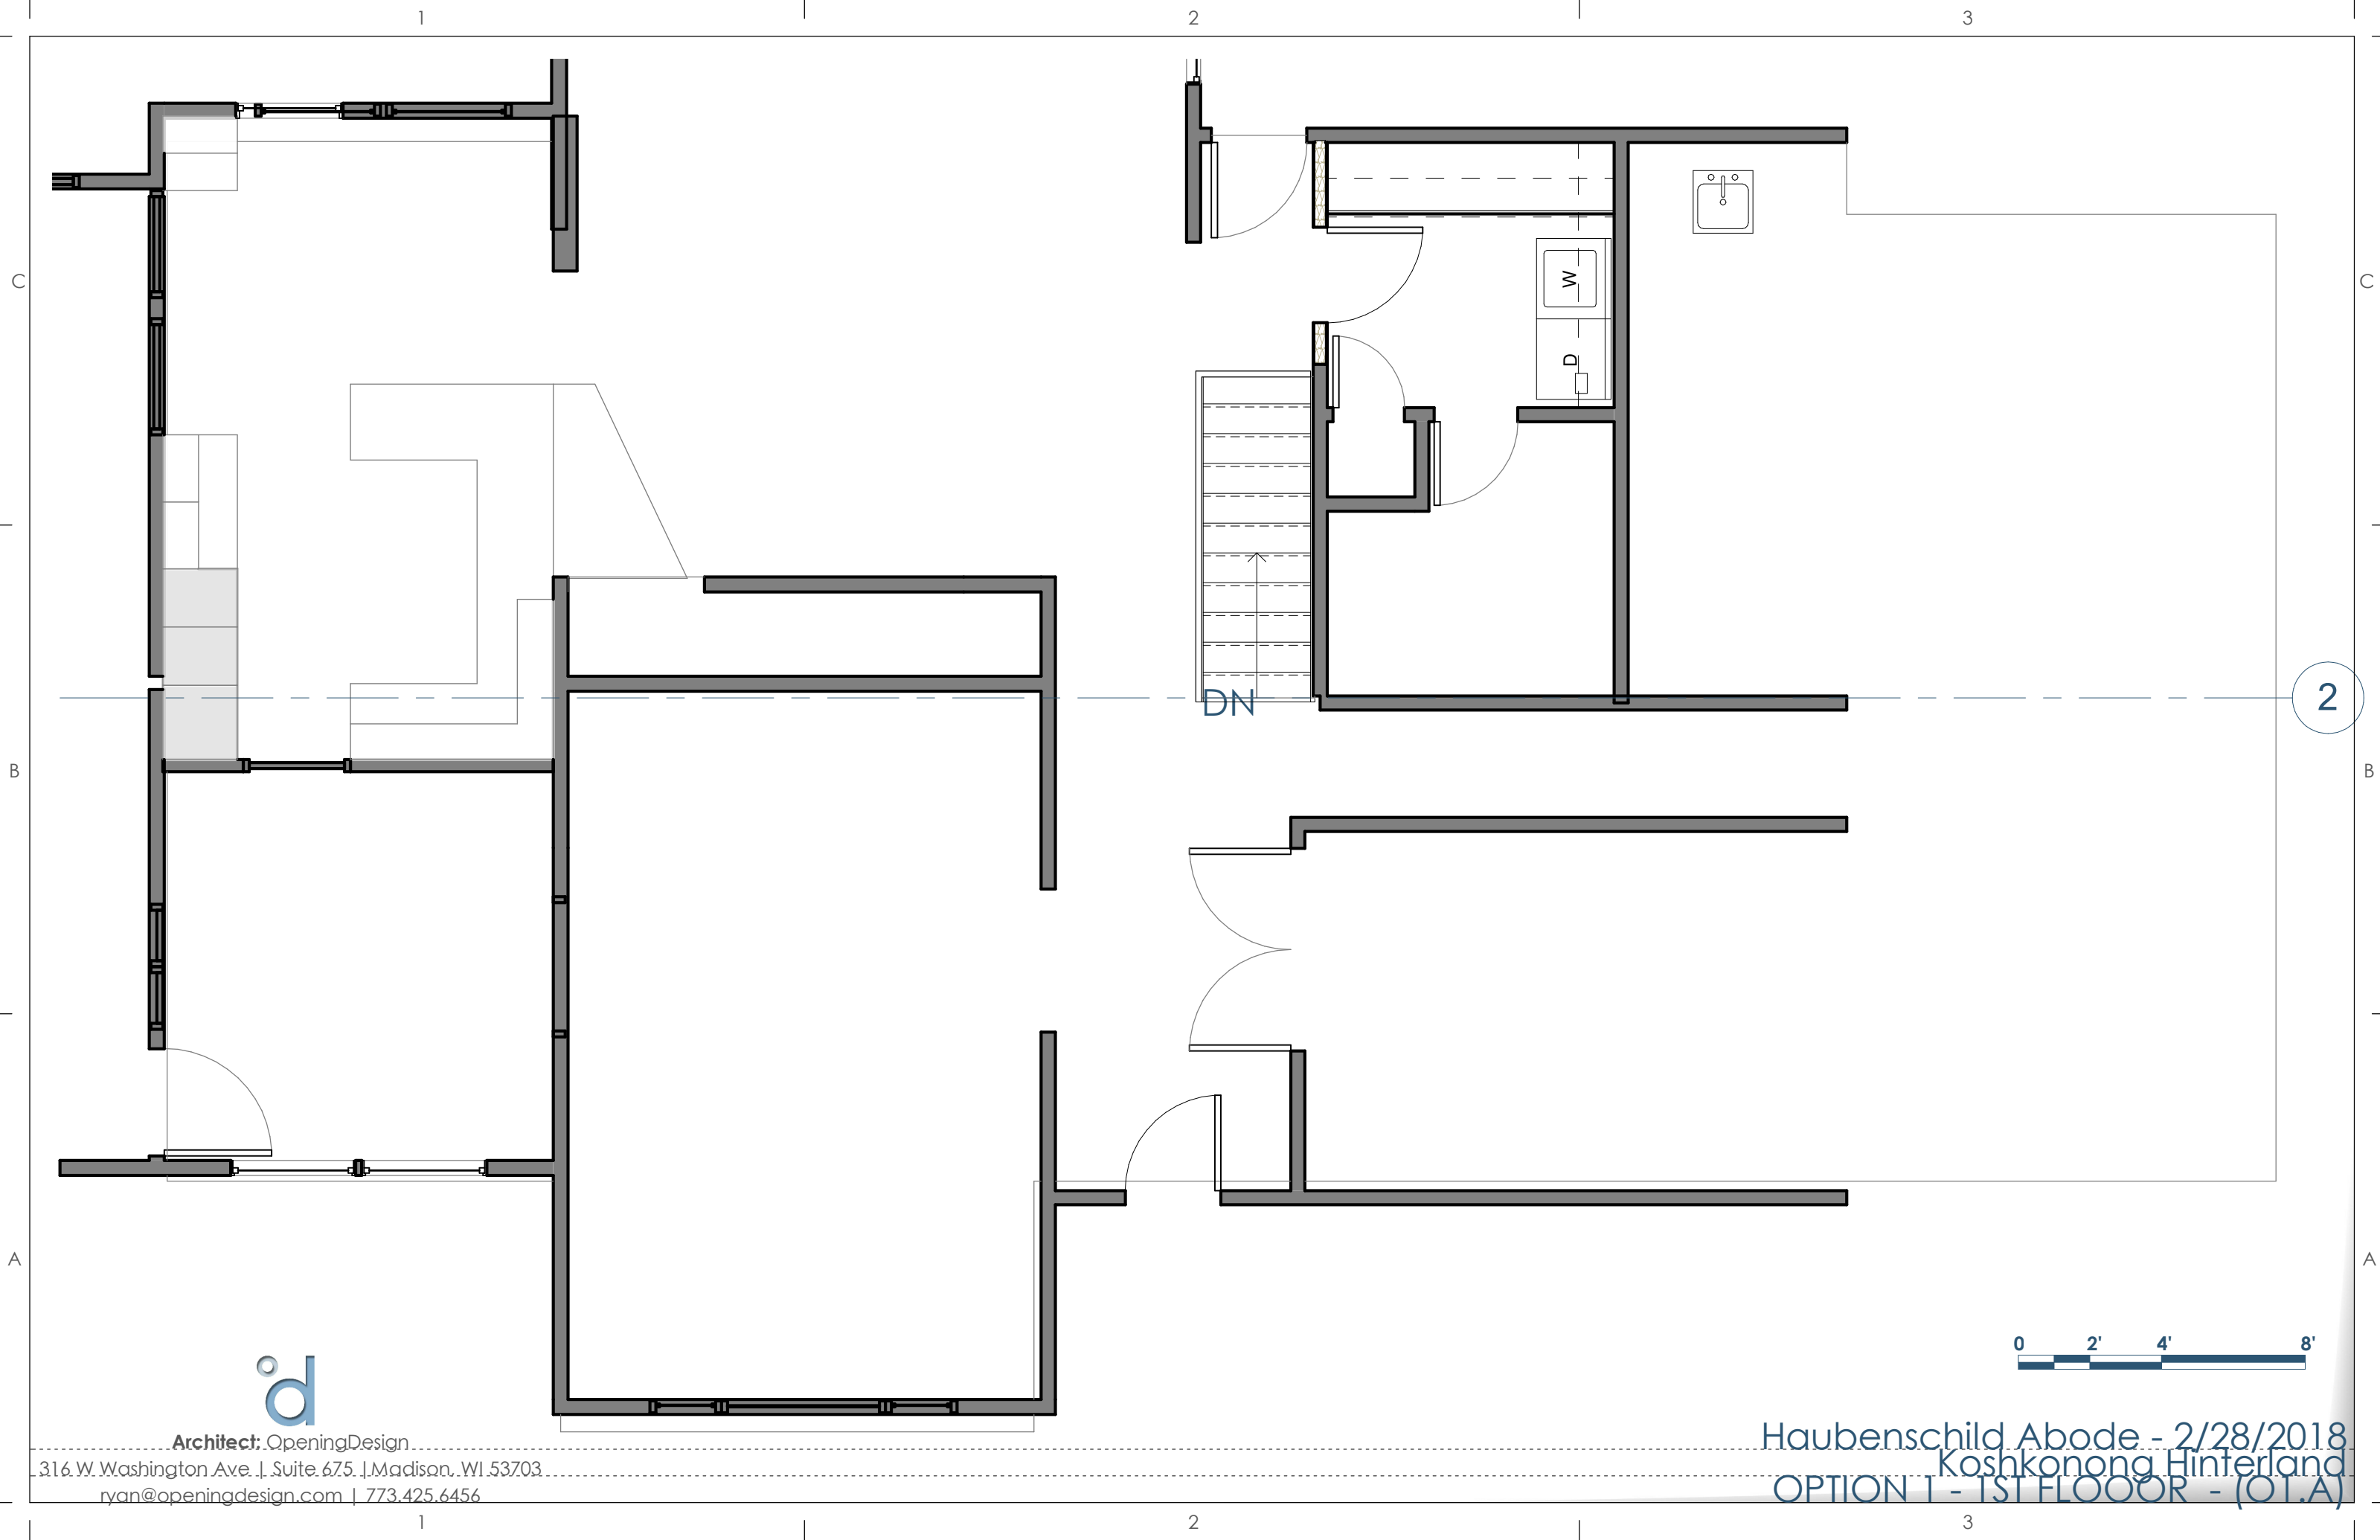 1 2 3
C C
W
D
2
DN
B B
A A
0 2' 4' 8'
d
Architect: OpeningDesign
316 W Washington Ave | Suite 675 |Madison, WI 53703
ryan@openingdesign.com | 773.425.6456
Haubenschild Abode - 2/28/2018
Koshkonong Hinterland
OPTION 1 - 1ST FLOOOR - (O1.A)
1 2 3